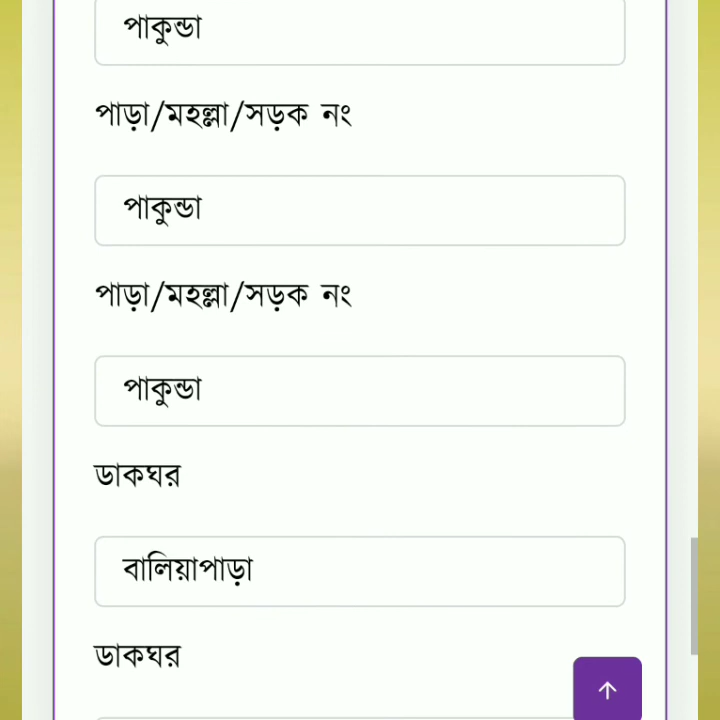 পাকুন্ডা
পাড়া/মহল্লা/সড়ক নং
পাকুন্ডা
পাড়া/মহল্লা/সড়ক নং
পাকুন্ডা
ডাকঘর
বালিয়াপাড়া
ডাকঘর